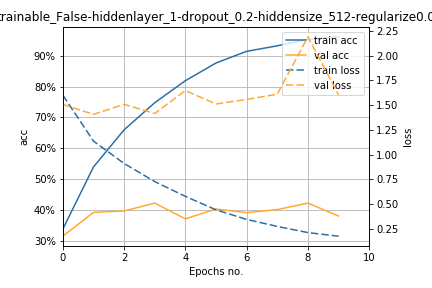 trainable_False-hiddenlayer_1-dropout_0.2-hiddensize_512-regularize0.0
90%
80%
70%
60%
50%
40%
30%
acc
2.25
2.00
1.75
1.50
1.25
1.00
0.75
0.50
0.25
loss
train acc
val acc
train loss
val loss
0 2 4 6 8 10
Epochs no.